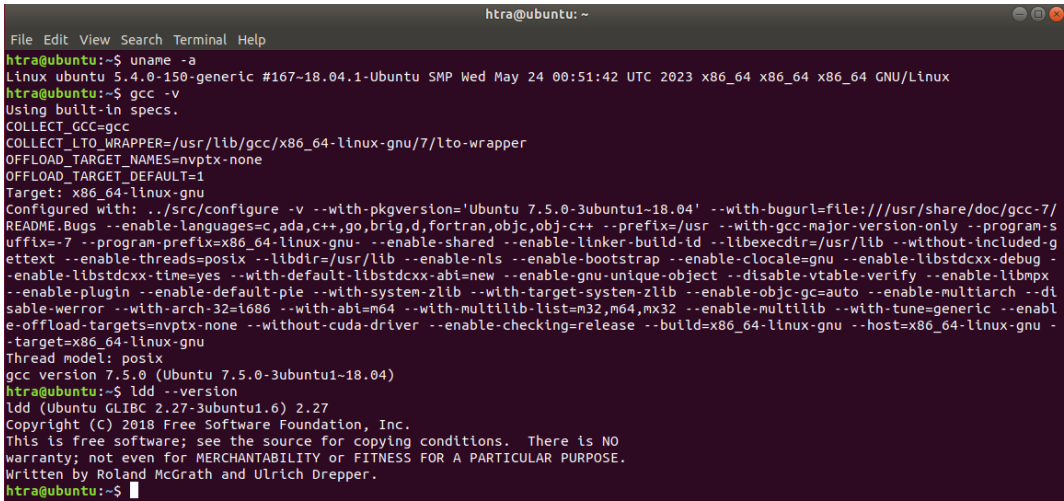 htra@ubuntu: ~
File Edit View Search Terminal Help
htra@ubuntu:~$ uname -a
Linux ubuntu 5.4.0-150-generic #167~18.04.1-Ubuntu SMP Wed May 24 00:51:42 UTC 2023 x86_64 x86_64 x86_64 GNU/Linux
htra@ubuntu:~$ gcc -v
Using built-in specs.
COLLECT_GCC=gcc
COLLECT_LTO_WRAPPER=/usr/lib/gcc/x86_64-linux-gnu/7/lto-wrapper
OFFLOAD_TARGET_NAMES=nvptx-none
OFFLOAD_TARGET_DEFAULT=1
Target: x86_64-linux-gnu
Configured with: ../src/configure -v --with-pkgversion='Ubuntu 7.5.0-3ubuntu1~18.04' --with-bugurl=file:///usr/share/doc/gcc-7/
README.Bugs --enable-languages=c,ada,c++,go,brig,d,fortran,objc,obj-c++ --prefix=/usr --with-gcc-major-version-only --program-s
uffix=-7 --program-prefix=x86_64-linux-gnu- --enable-shared --enable-linker-build-id --libexecdir=/usr/lib --without-included-g
ettext --enable-threads=posix --libdir=/usr/lib --enable-nls --enable-bootstrap --enable-clocale=gnu --enable-libstdcxx-debug -
-enable-libstdcxx-time=yes --with-default-libstdcxx-abi=new --enable-gnu-unique-object --disable-vtable-verify --enable-libmpx 
--enable-plugin --enable-default-pie --with-system-zlib --with-target-system-zlib --enable-objc-gc=auto --enable-multiarch --di
sable-werror --with-arch-32=i686 --with-abi=m64 --with-multilib-list=m32,m64,mx32 --enable-multilib --with-tune=generic --enabl
e-offload-targets=nvptx-none --without-cuda-driver --enable-checking=release --build=x86_64-linux-gnu --host=x86_64-linux-gnu -
-target=x86_64-linux-gnu
Thread model: posix
gcc version 7.5.0 (Ubuntu 7.5.0-3ubuntu1~18.04)
htra@ubuntu:~$ ldd --version
ldd (Ubuntu GLIBC 2.27-3ubuntu1.6) 2.27
Copyright (C) 2018 Free Software Foundation, Inc.
This is free software; see the source for copying conditions.  There is NO
warranty; not even for MERCHANTABILITY or FITNESS FOR A PARTICULAR PURPOSE.
Written by Roland McGrath and Ulrich Drepper.
htra@ubuntu:~$